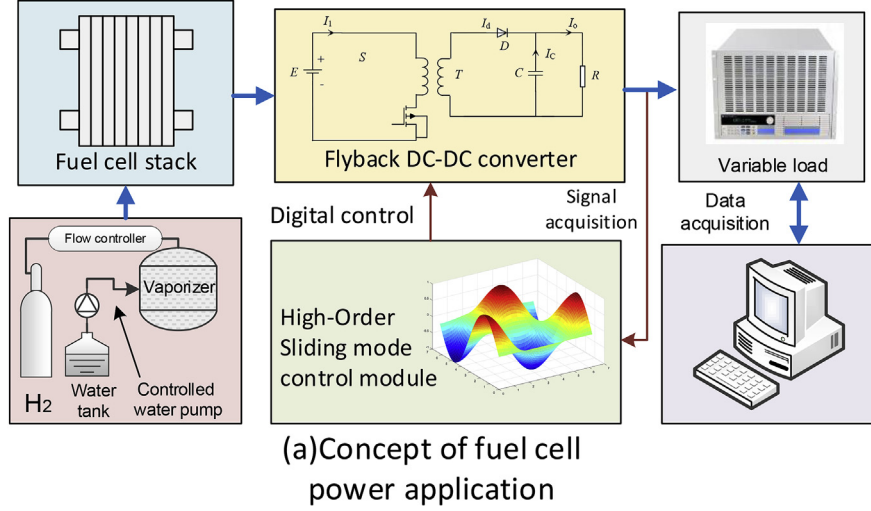 Fuel cell stack
E
+
-
I1
S
T
Id
D
IC
C
Io
R
Flyback DC-DC converter
Variable load
Digital control
Signal
acquisition
Data
acquisition
Flow controller
Vaporizer
H2
Water
tank
Controlled
water pump
High-Order
Sliding mode
control module
(a)Concept of fuel cell
power application